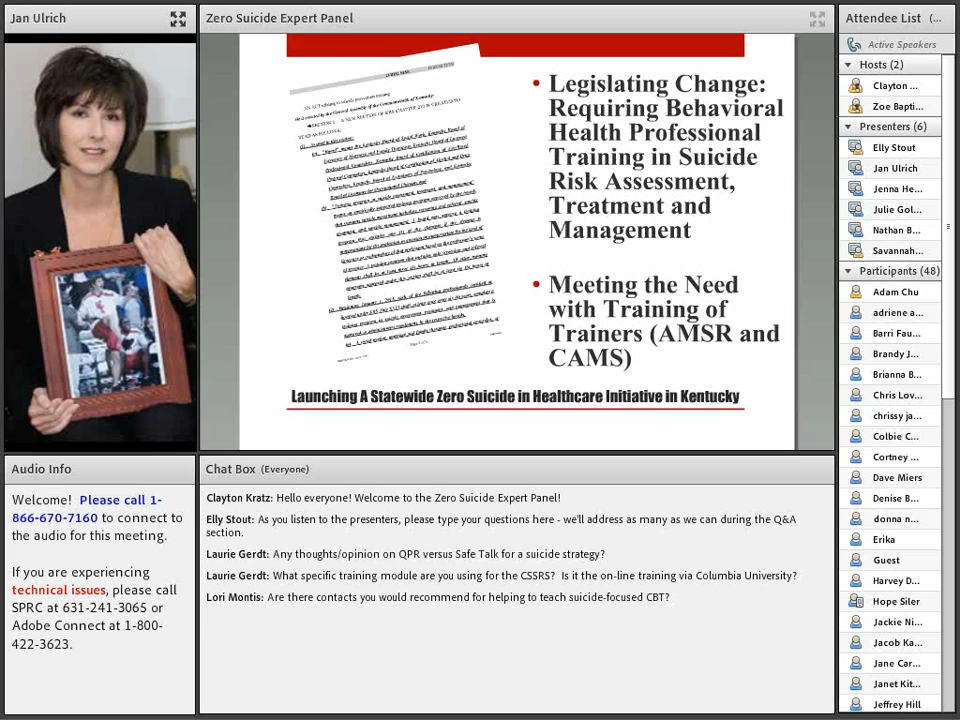 Jan Ulrich
Zero Suicide Expert Panel
Attendee List (...
Active Speakers
Hosts (2)
Clayton ...
Zoe Bapti...
Presenters (6)
Elly Stout
Jan Ulrich
Jenna He...
Julie Gol...
Nathan B...
Savannah...
Participants (48)
Adam Chu
adriene a...
Barri Fau...
Brandy J...
Brianna B...
Chris Lov...
chrissy ja...
Colbie C...
Cortney ...
Dave Miers
Denise B...
donna n...
Erika
Guest
Harvey D...
Hope Siler
Jackie Ni...
Jacob Ka...
Jane Car...
Janet Kit...
Jeffrey Hill
• Legislating Change:
Requiring Behavioral
Health Professional
Training in Suicide
Risk Assessment,
Treatment and
Management
• Meeting the Need
with Training of
Trainers (AMSR and
CAMS)
Launching A Statewide Zero Suicide in Healthcare Initiative in Kentucky
Audio Info
Welcome! Please call 1-
866-670-7160 to connect to
the audio for this meeting.
If you are experiencing
technical issues, please call
SPRC at 631-241-3065 or
Adobe Connect at 1-800-
422-3623.
Chat Box (Everyone)
Clayton Kratz: Hello everyone! Welcome to the Zero Suicide Expert Panel!
Elly Stout: As you listen to the presenters, please type your questions here - we'll address as many as we can during the Q&A
section.
Laurie Gerdt: Any thoughts/opinion on QPR versus Safe Talk for a suicide strategy?
Laurie Gerdt: What specific training module are you using for the CSSRS? Is it the on-line training via Columbia University?
Lori Montis: Are there contacts you would recommend for helping to teach suicide-focused CBT?